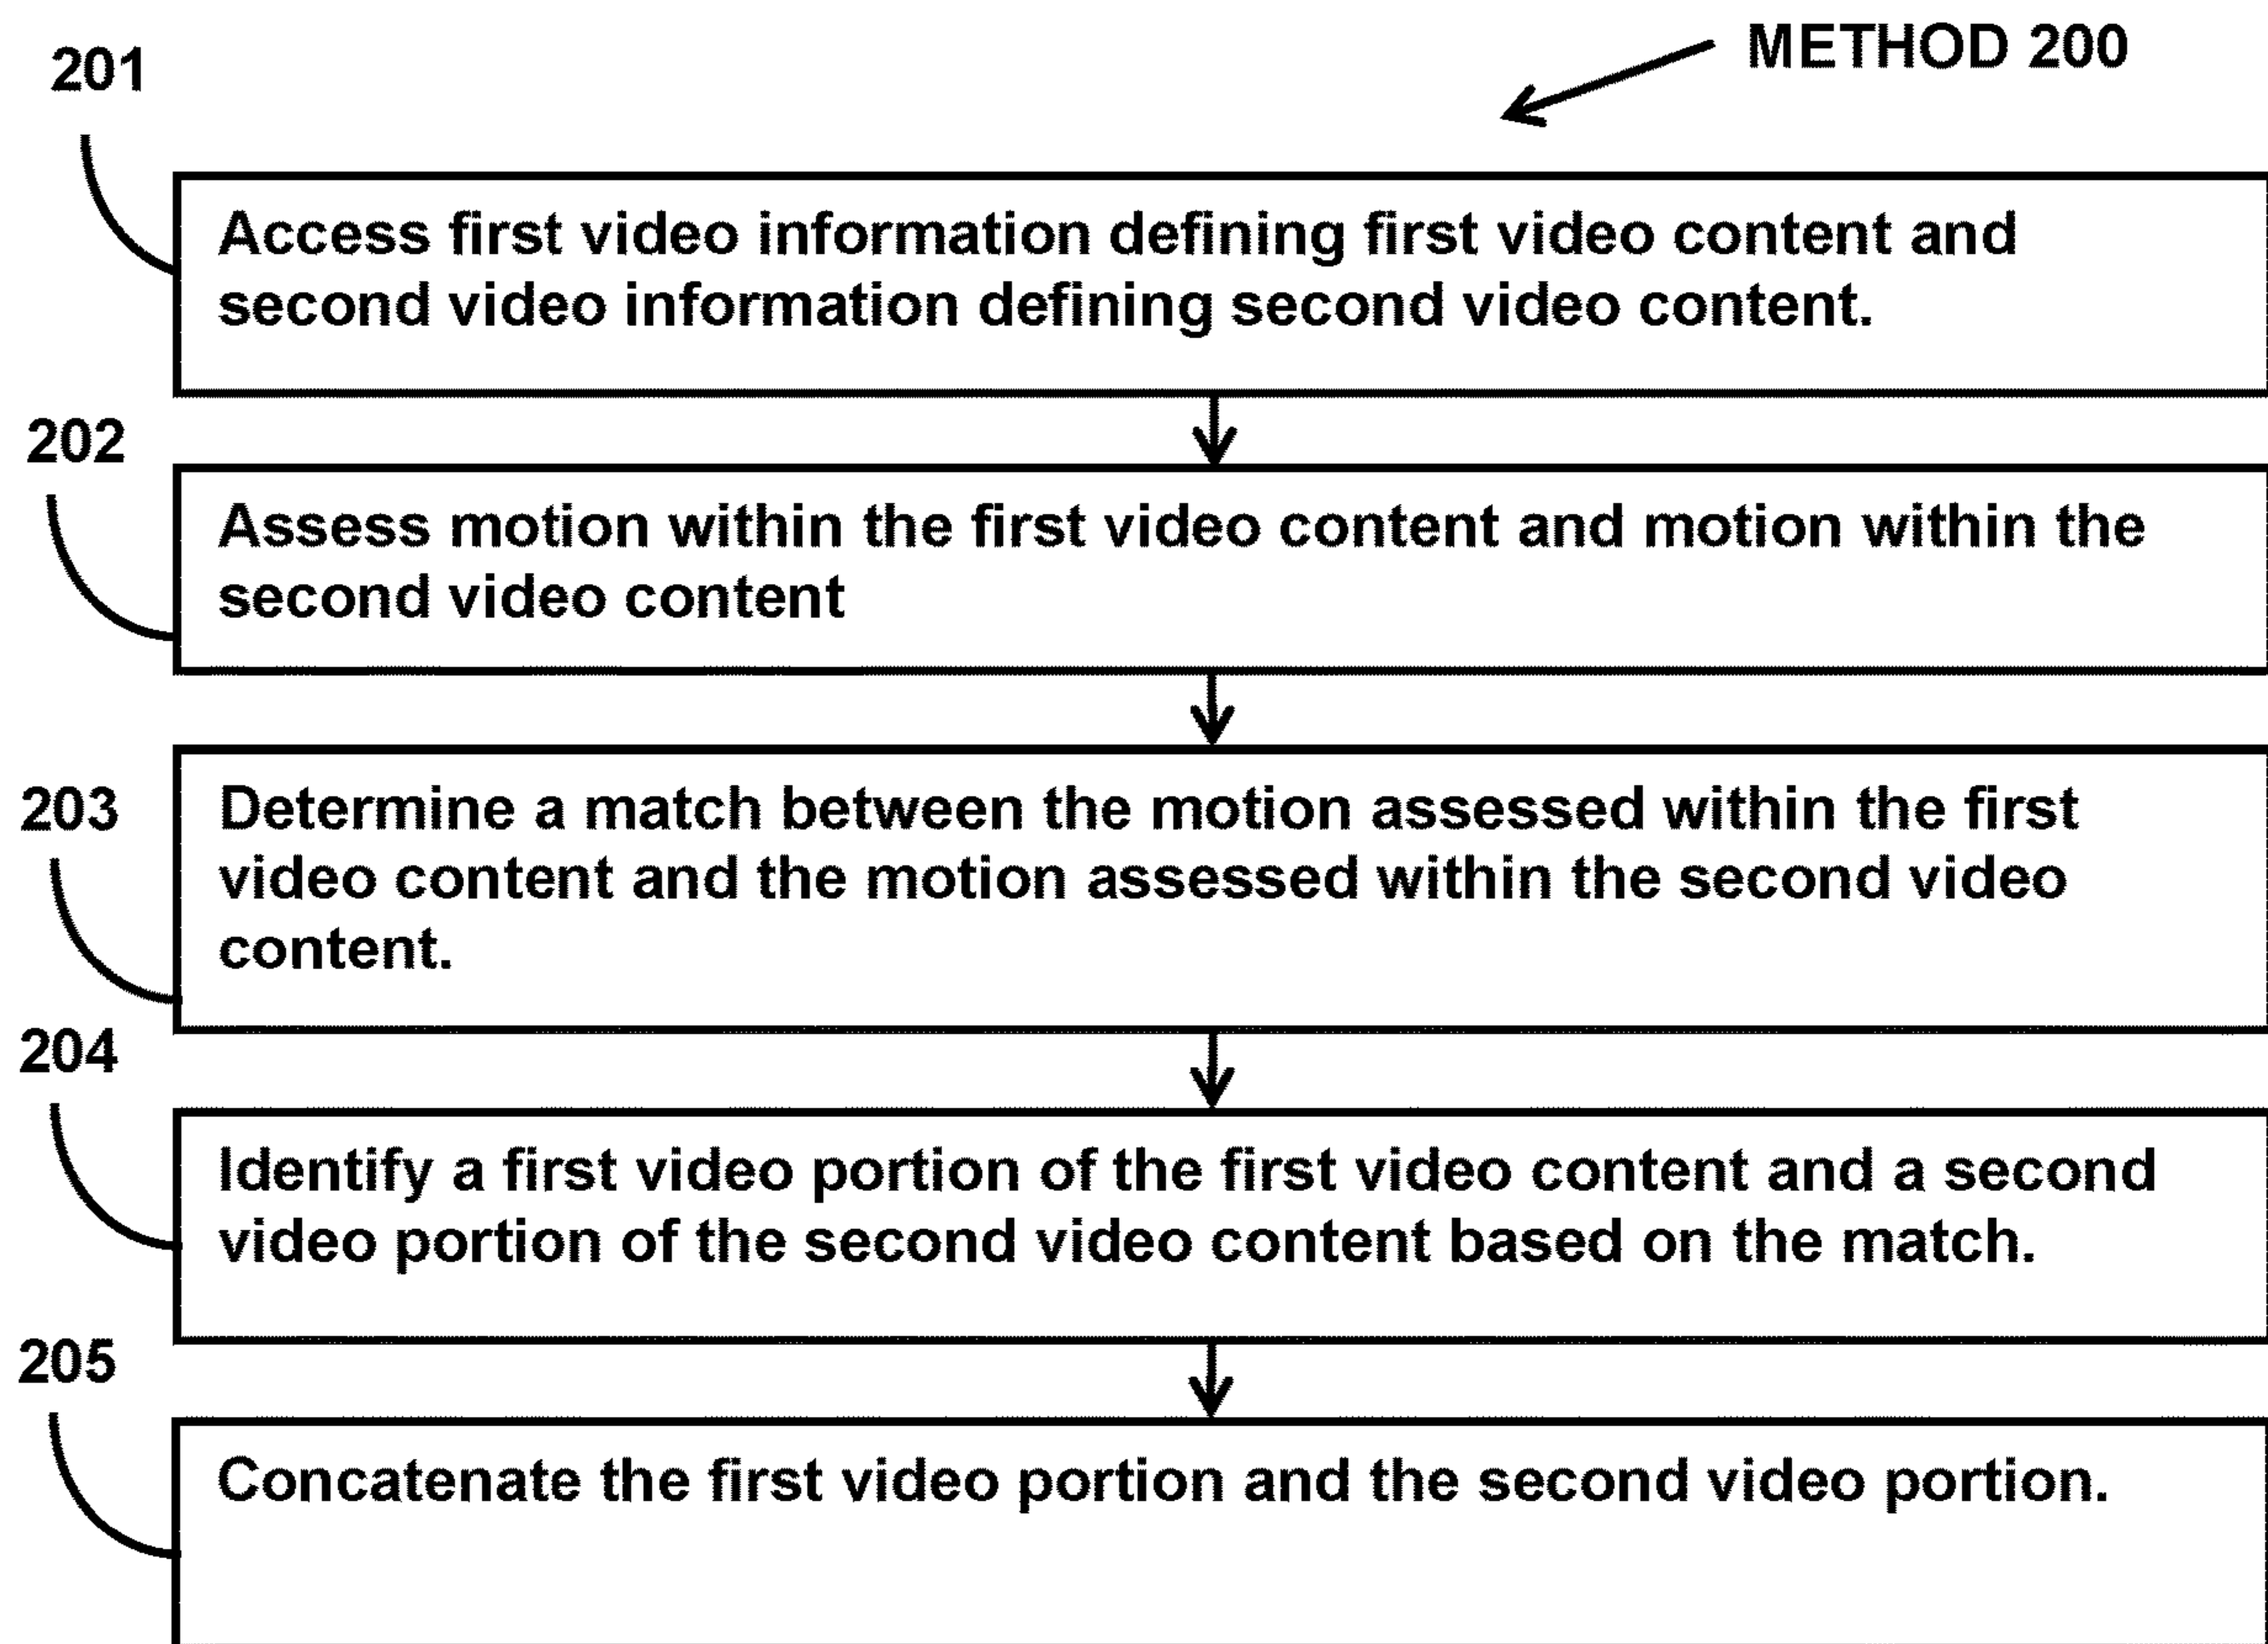 METHOD 200
201
Access first video information defining first video content and
second video information defining second video content.
202
Assess motion within the first video content and motion within the
second video content
203
Determine a match between the motion assessed within the first
video content and the motion assessed within the second video
content.
204
Identify a first video portion of the first video content and a second
video portion of the second video content based on the match.
205
Concatenate the first video portion and the second video portion.